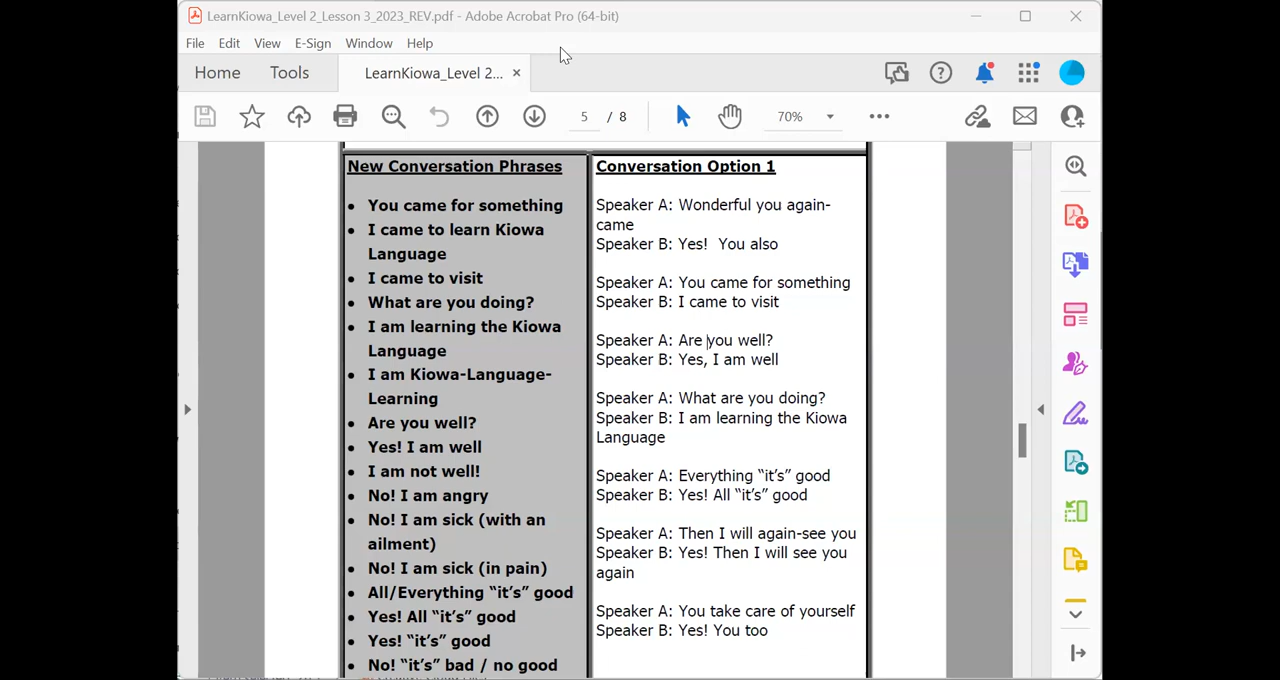 LearnKiowa_Level 2_Lesson 3_2023_REV.pdf - Adobe Acrobat Pro (64-bit)
File Edit View E-Sign Window Help
Home Tools LearnKiowa_Level 2... ×
5 / 8 70%
New Conversation Phrases
• You came for something
• I came to learn Kiowa
Language
• I came to visit
• What are you doing?
• I am learning the Kiowa
Language
• I am Kiowa-Language-
Learning
• Are you well?
• Yes! I am well
• I am not well!
• No! I am angry
• No! I am sick (with an
ailment)
• No! I am sick (in pain)
• All/Everything “it’s” good
• Yes! All “it’s” good
• Yes! “it’s” good
• No! “it’s” bad / no good
Conversation Option 1
Speaker A: Wonderful you again-
came
Speaker B: Yes!  You also
Speaker A: You came for something
Speaker B: I came to visit
Speaker A: Are you well?
Speaker B: Yes, I am well
Speaker A: What are you doing?
Speaker B: I am learning the Kiowa
Language
Speaker A: Everything “it’s” good
Speaker B: Yes! All “it’s” good
Speaker A: Then I will again-see you
Speaker B: Yes! Then I will see you
again
Speaker A: You take care of yourself
Speaker B: Yes! You too